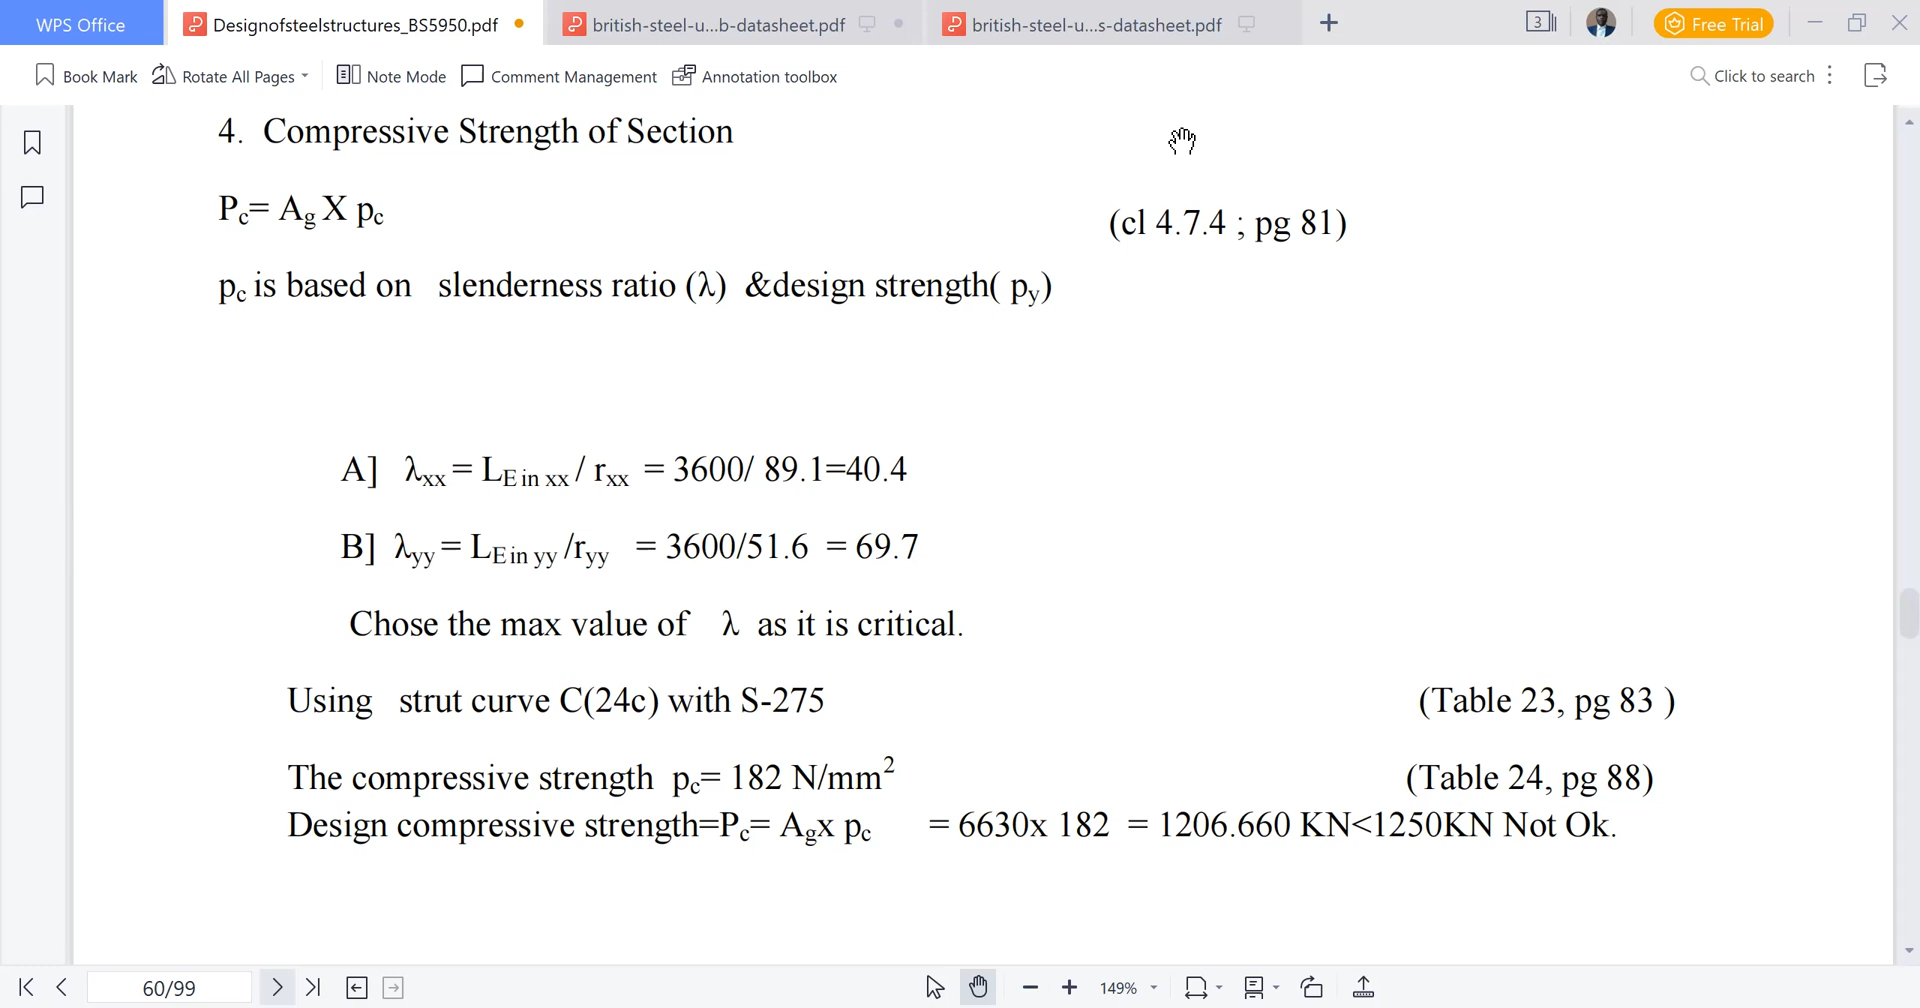 WPS Office
Designofsteelstructures_BS5950.pdf
british-steel-u...b-datasheet.pdf
british-steel-u...s-datasheet.pdf
3
Free Trial
Book Mark
Rotate All Pages
Note Mode
Comment Management
Annotation toolbox
Click to search
4. Compressive Strength of Section
Pc= Ag X pc
(cl 4.7.4 ; pg 81)
pc is based on slenderness ratio (λ) &design strength( py)
A] λxx = LE in xx / rxx = 3600/ 89.1=40.4
B] λyy = LE in yy /ryy = 3600/51.6 = 69.7
Chose the max value of λ as it is critical.
Using strut curve C(24c) with S-275 (Table 23, pg 83 )
The compressive strength pc= 182 N/mm2 (Table 24, pg 88)
Design compressive strength=Pc= Agx pc = 6630x 182 = 1206.660 KN<1250KN Not Ok.
60/99
149%